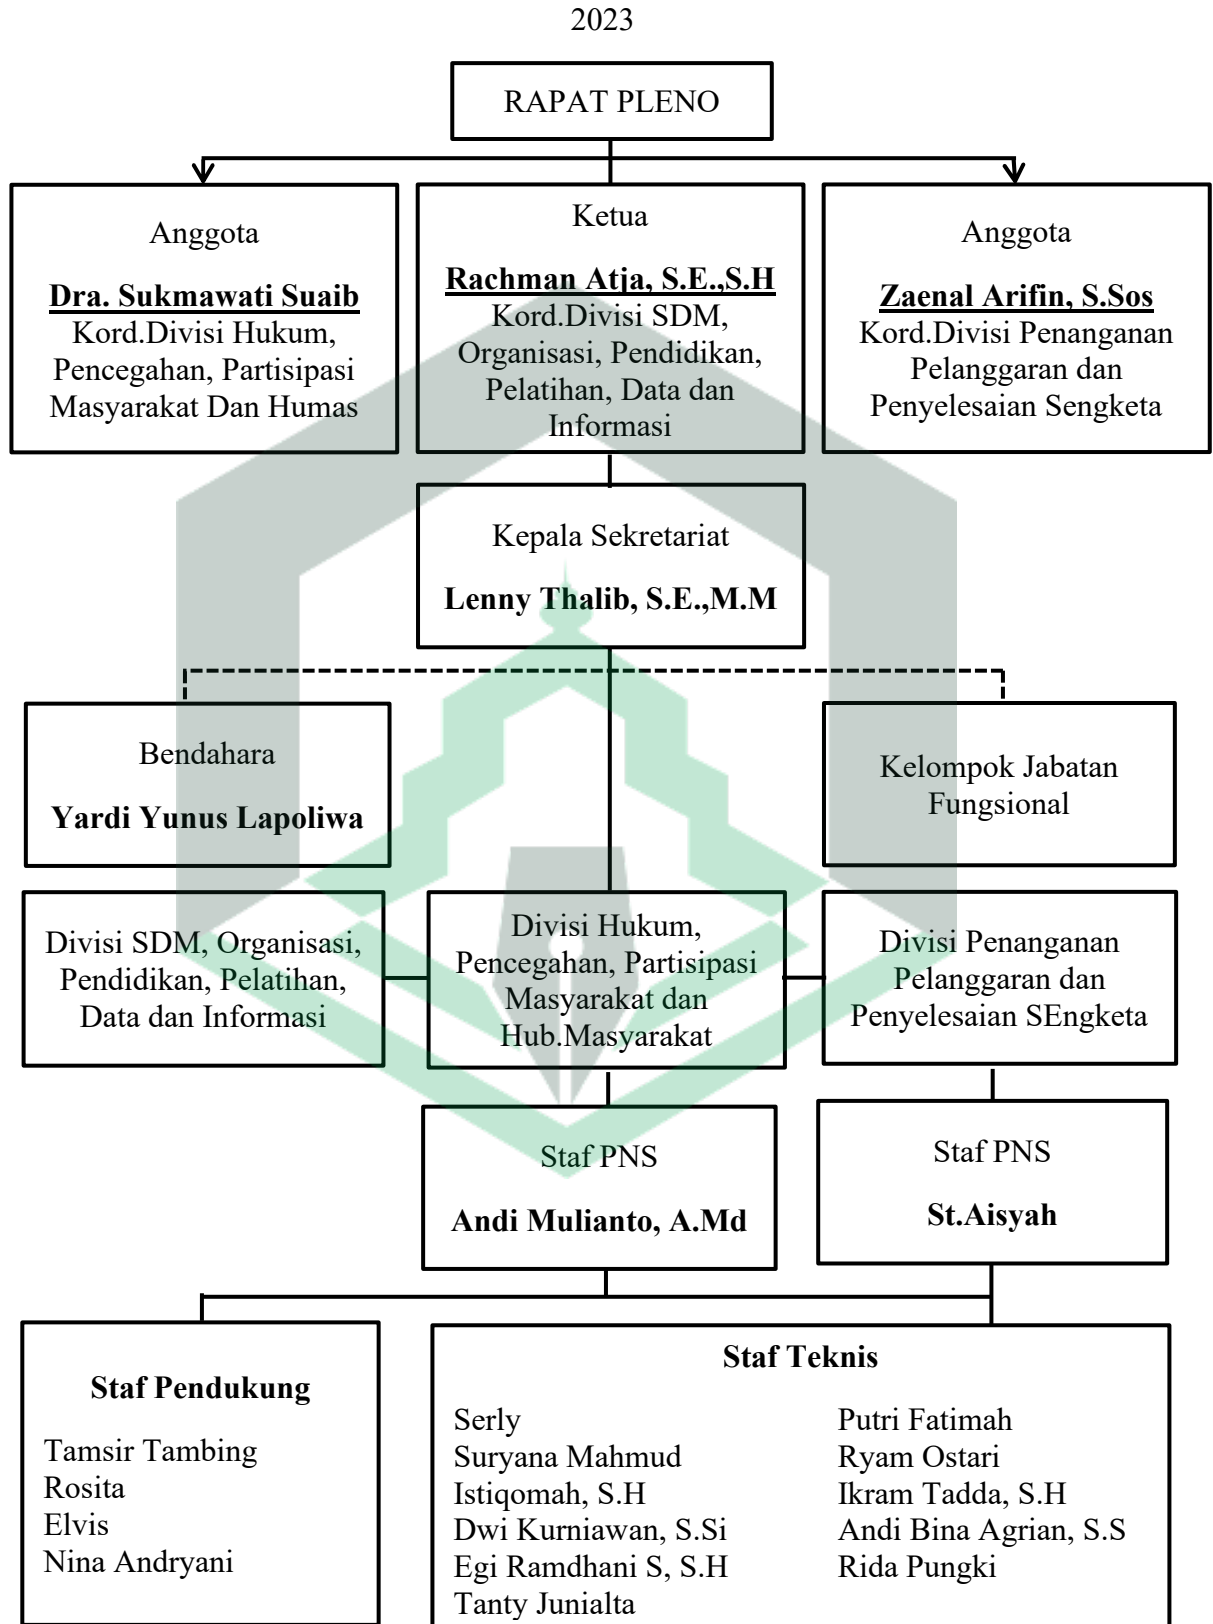 2023
RAPAT PLENO
Anggota
Dra. Sukmawati Suaib
Kord.Divisi Hukum,
Pencegahan, Partisipasi
Masyarakat Dan Humas
Ketua
Rachman Atja, S.E.,S.H
Kord.Divisi SDM,
Organisasi, Pendidikan,
Pelatihan, Data dan
Informasi
Anggota
Zaenal Arifin, S.Sos
Kord.Divisi Penanganan
Pelanggaran dan
Penyelesaian Sengketa
Kepala Sekretariat
Lenny Thalib, S.E.,M.M
Bendahara
Yardi Yunus Lapoliwa
Kelompok Jabatan
Fungsional
Divisi SDM, Organisasi,
Pendidikan, Pelatihan,
Data dan Informasi
Divisi Hukum,
Pencegahan, Partisipasi
Masyarakat dan
Hub.Masyarakat
Divisi Penanganan
Pelanggaran dan
Penyelesaian SEngketa
Staf PNS
Andi Mulianto, A.Md
Staf PNS
St.Aisyah
Staf Pendukung
Tamsir Tambing
Rosita
Elvis
Nina Andryani
Staf Teknis
Serly
Suryana Mahmud
Istiqomah, S.H
Dwi Kurniawan, S.Si
Egi Ramdhani S, S.H
Tanty Junialta
Putri Fatimah
Ryam Ostari
Ikram Tadda, S.H
Andi Bina Agrian, S.S
Rida Pungki